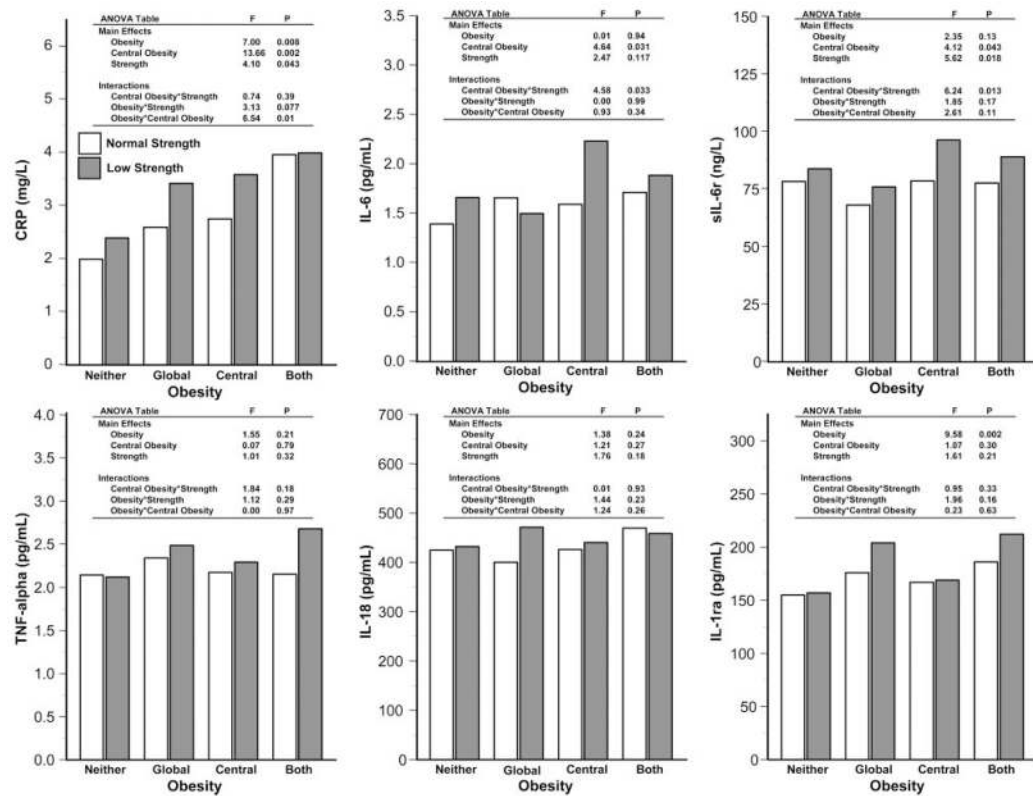 ANOVA Table F P
Main Effects
Obesity 7.00 0.008
Central Obesity 13.66 0.002
Strength 4.10 0.043
Interactions
Central Obesity*Strength 0.74 0.39
Obesity*Strength 3.13 0.077
Obesity*Central Obesity 6.54 0.01
Normal Strength
Low Strength
CRP (mg/L)
6
5
4
3
2
1
0
Neither Global Central Both
Obesity
ANOVA Table F P
Main Effects
Obesity 0.01 0.94
Central Obesity 4.64 0.031
Strength 2.47 0.117
Interactions
Central Obesity*Strength 4.58 0.033
Obesity*Strength 0.00 0.99
Obesity*Central Obesity 0.93 0.34
IL-6 (pg/mL)
3.5
3.0
2.5
2.0
1.5
1.0
0.5
0.0
Neither Global Central Both
Obesity
ANOVA Table F P
Main Effects
Obesity 2.35 0.13
Central Obesity 4.12 0.043
Strength 5.62 0.018
Interactions
Central Obesity*Strength 6.24 0.013
Obesity*Strength 1.85 0.17
Obesity*Central Obesity 2.61 0.11
sIL-6r (ng/L)
150
125
100
75
50
25
0
Neither Global Central Both
Obesity
ANOVA Table F P
Main Effects
Obesity 1.55 0.21
Central Obesity 0.07 0.79
Strength 1.01 0.32
Interactions
Central Obesity*Strength 1.84 0.18
Obesity*Strength 1.12 0.29
Obesity*Central Obesity 0.00 0.97
TNF-alpha (pg/mL)
4.0
3.5
3.0
2.5
2.0
1.5
1.0
0.5
0.0
Neither Global Central Both
Obesity
ANOVA Table F P
Main Effects
Obesity 1.38 0.24
Central Obesity 1.21 0.27
Strength 1.76 0.18
Interactions
Central Obesity*Strength 0.01 0.93
Obesity*Strength 1.44 0.23
Obesity*Central Obesity 1.24 0.26
IL-18 (pg/mL)
700
600
500
400
300
200
100
0
Neither Global Central Both
Obesity
ANOVA Table F P
Main Effects
Obesity 9.58 0.002
Central Obesity 1.07 0.30
Strength 1.61 0.21
Interactions
Central Obesity*Strength 0.95 0.33
Obesity*Strength 1.96 0.16
Obesity*Central Obesity 0.23 0.63
IL-1ra (pg/mL)
300
250
200
150
100
50
0
Neither Global Central Both
Obesity